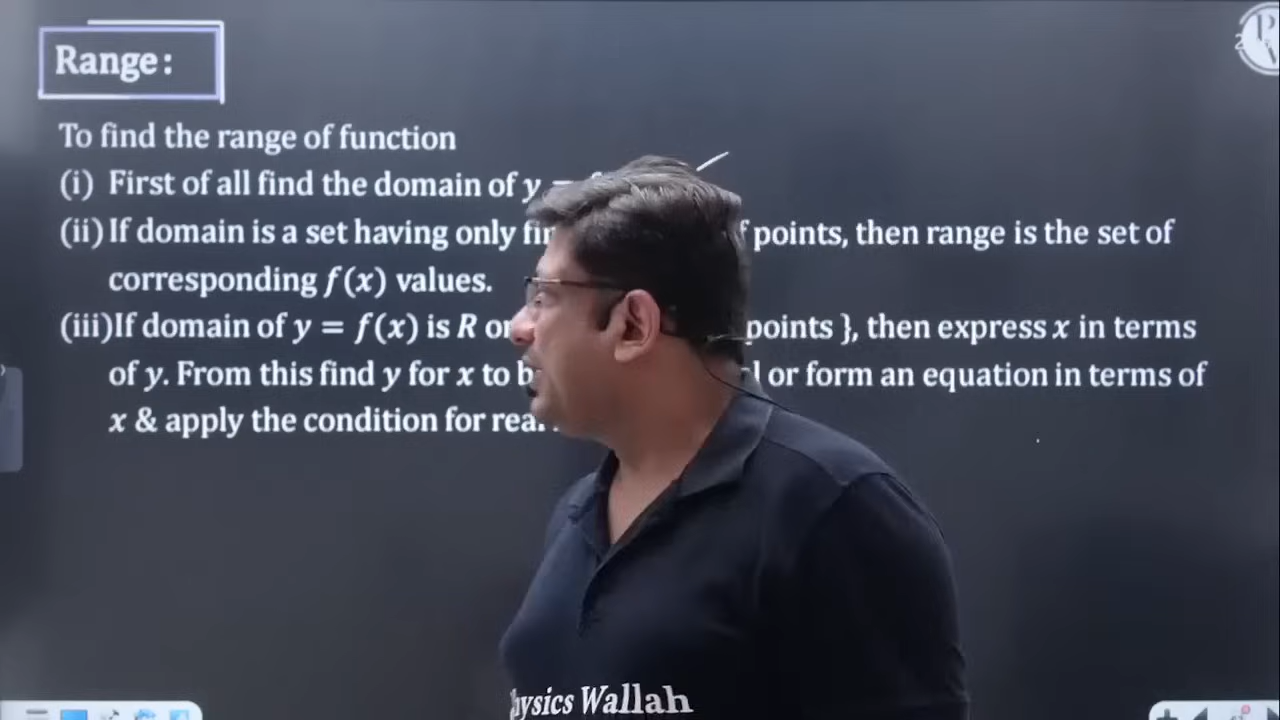 Range:
To find the range of function
(i) First of all find the domain of y =
(ii) If domain is a set having only points, then range is the set of
corresponding f(x) values.
(iii) If domain of y = f(x) is R or points }, then express x in terms
of y. From this find y for x to or form an equation in terms of
x & apply the condition for
Wallah